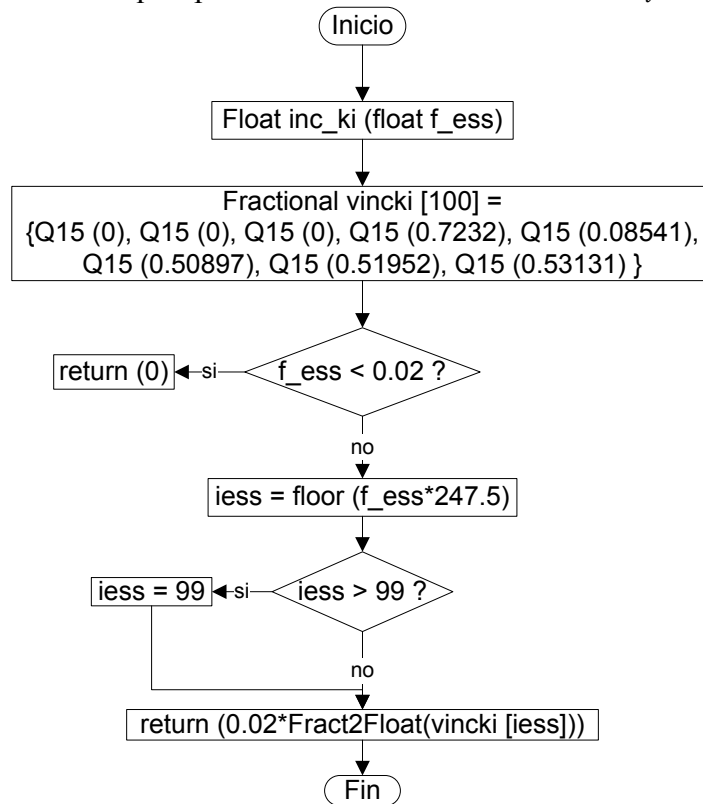 Inicio
Float inc_ki (float f_ess)
Fractional vincki [100] =
{Q15 (0), Q15 (0), Q15 (0), Q15 (0.7232), Q15 (0.08541),
Q15 (0.50897), Q15 (0.51952), Q15 (0.53131) }
f_ess < 0.02 ?
si
return (0)
no
iess = floor (f_ess*247.5)
iess > 99 ?
si
iess = 99
no
return (0.02*Fract2Float(vincki [iess]))
Fin